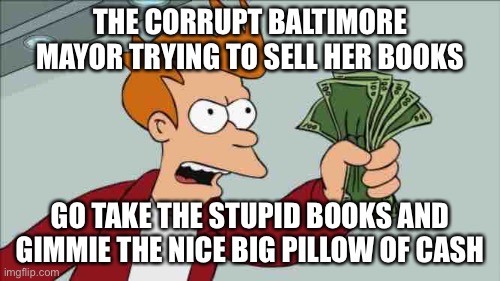 THE CORRUPT BALTIMORE
MAYOR TRYING TO SELL HER BOOKS
GO TAKE THE STUPID BOOKS AND
GIMMIE THE NICE BIG PILLOW OF CASH
imgflip.com